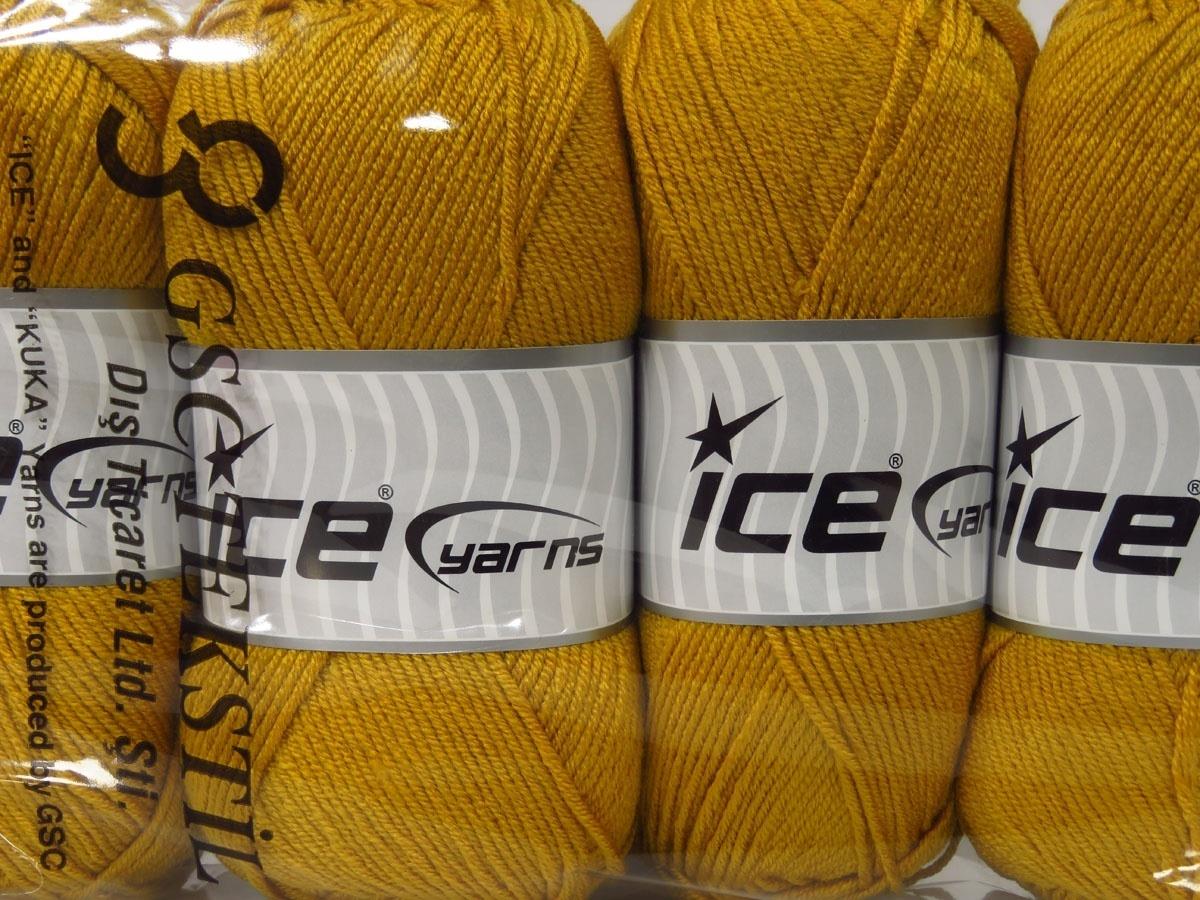 "ICE" and "KUKA" Yarns are produced by GSC
Dış Ticaret Ltd. Şti.
GSC TEKSTİL
e® yarns
ice® yarns
ice® yar
ice®